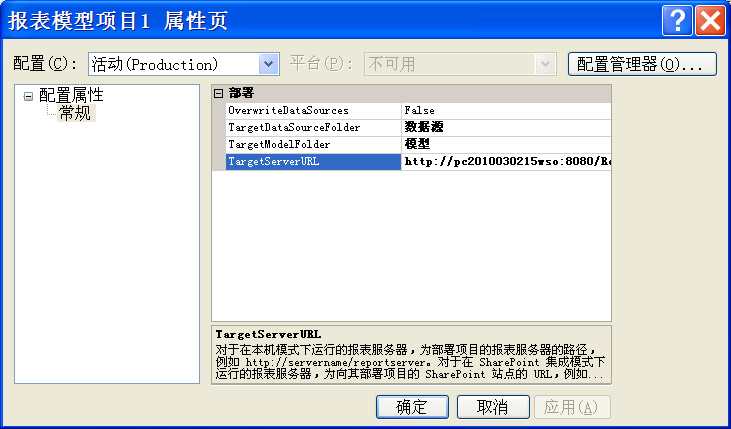 报表模型项目1 属性页
配置(C): 活动(Production) 平台(P): 不可用 配置管理器(O)...
配置属性
常规
部署
OverwriteDataSources False
TargetDataSourceFolder 数据源
TargetModelFolder 模型
TargetServerURL http://pc2010030215wso:8080/Re
TargetServerURL
对于在本机模式下运行的报表服务器，为部署项目的报表服务器的路径，
例如 http://servername/reportserver。对于在 SharePoint 集成模式下
运行的报表服务器，为向其部署项目的 SharePoint 站点的 URL，例如...
确定 取消 应用(A)